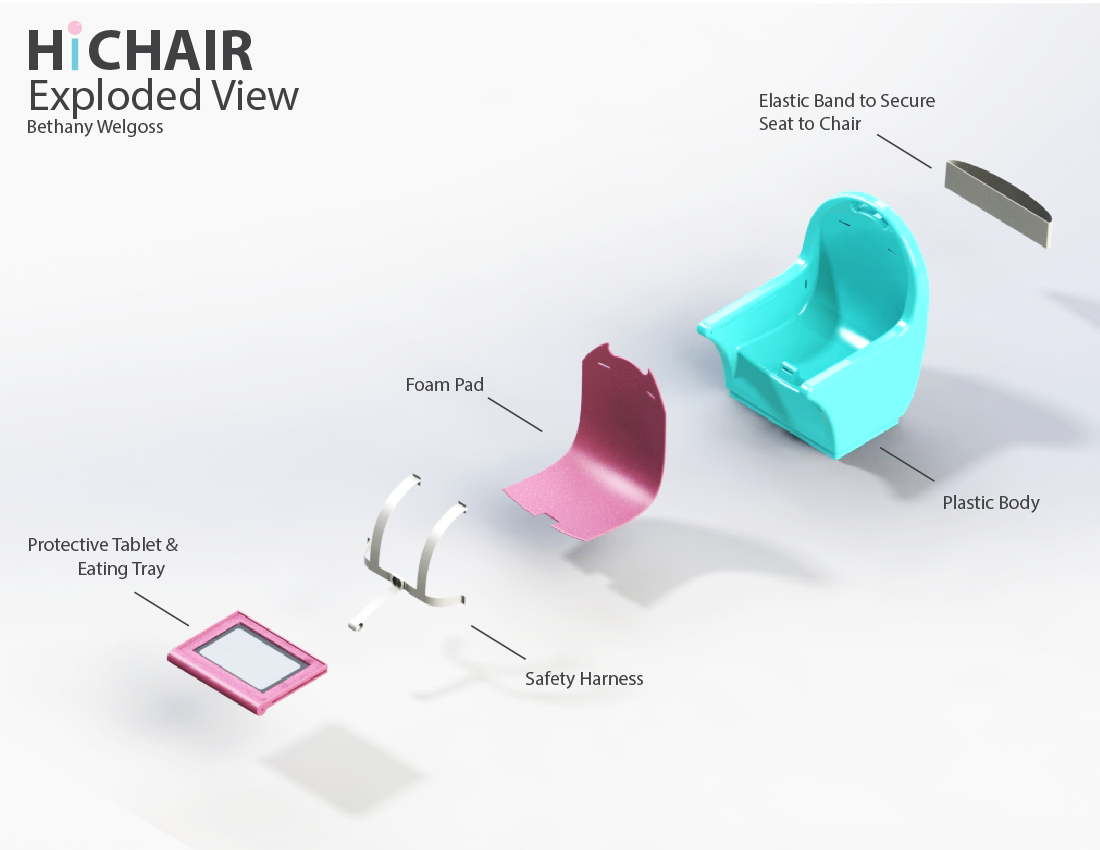 HiCHAIR
Exploded View
Bethany Welgoss
Elastic Band to Secure
Seat to Chair
Foam Pad
Plastic Body
Protective Tablet &
Eating Tray
Safety Harness